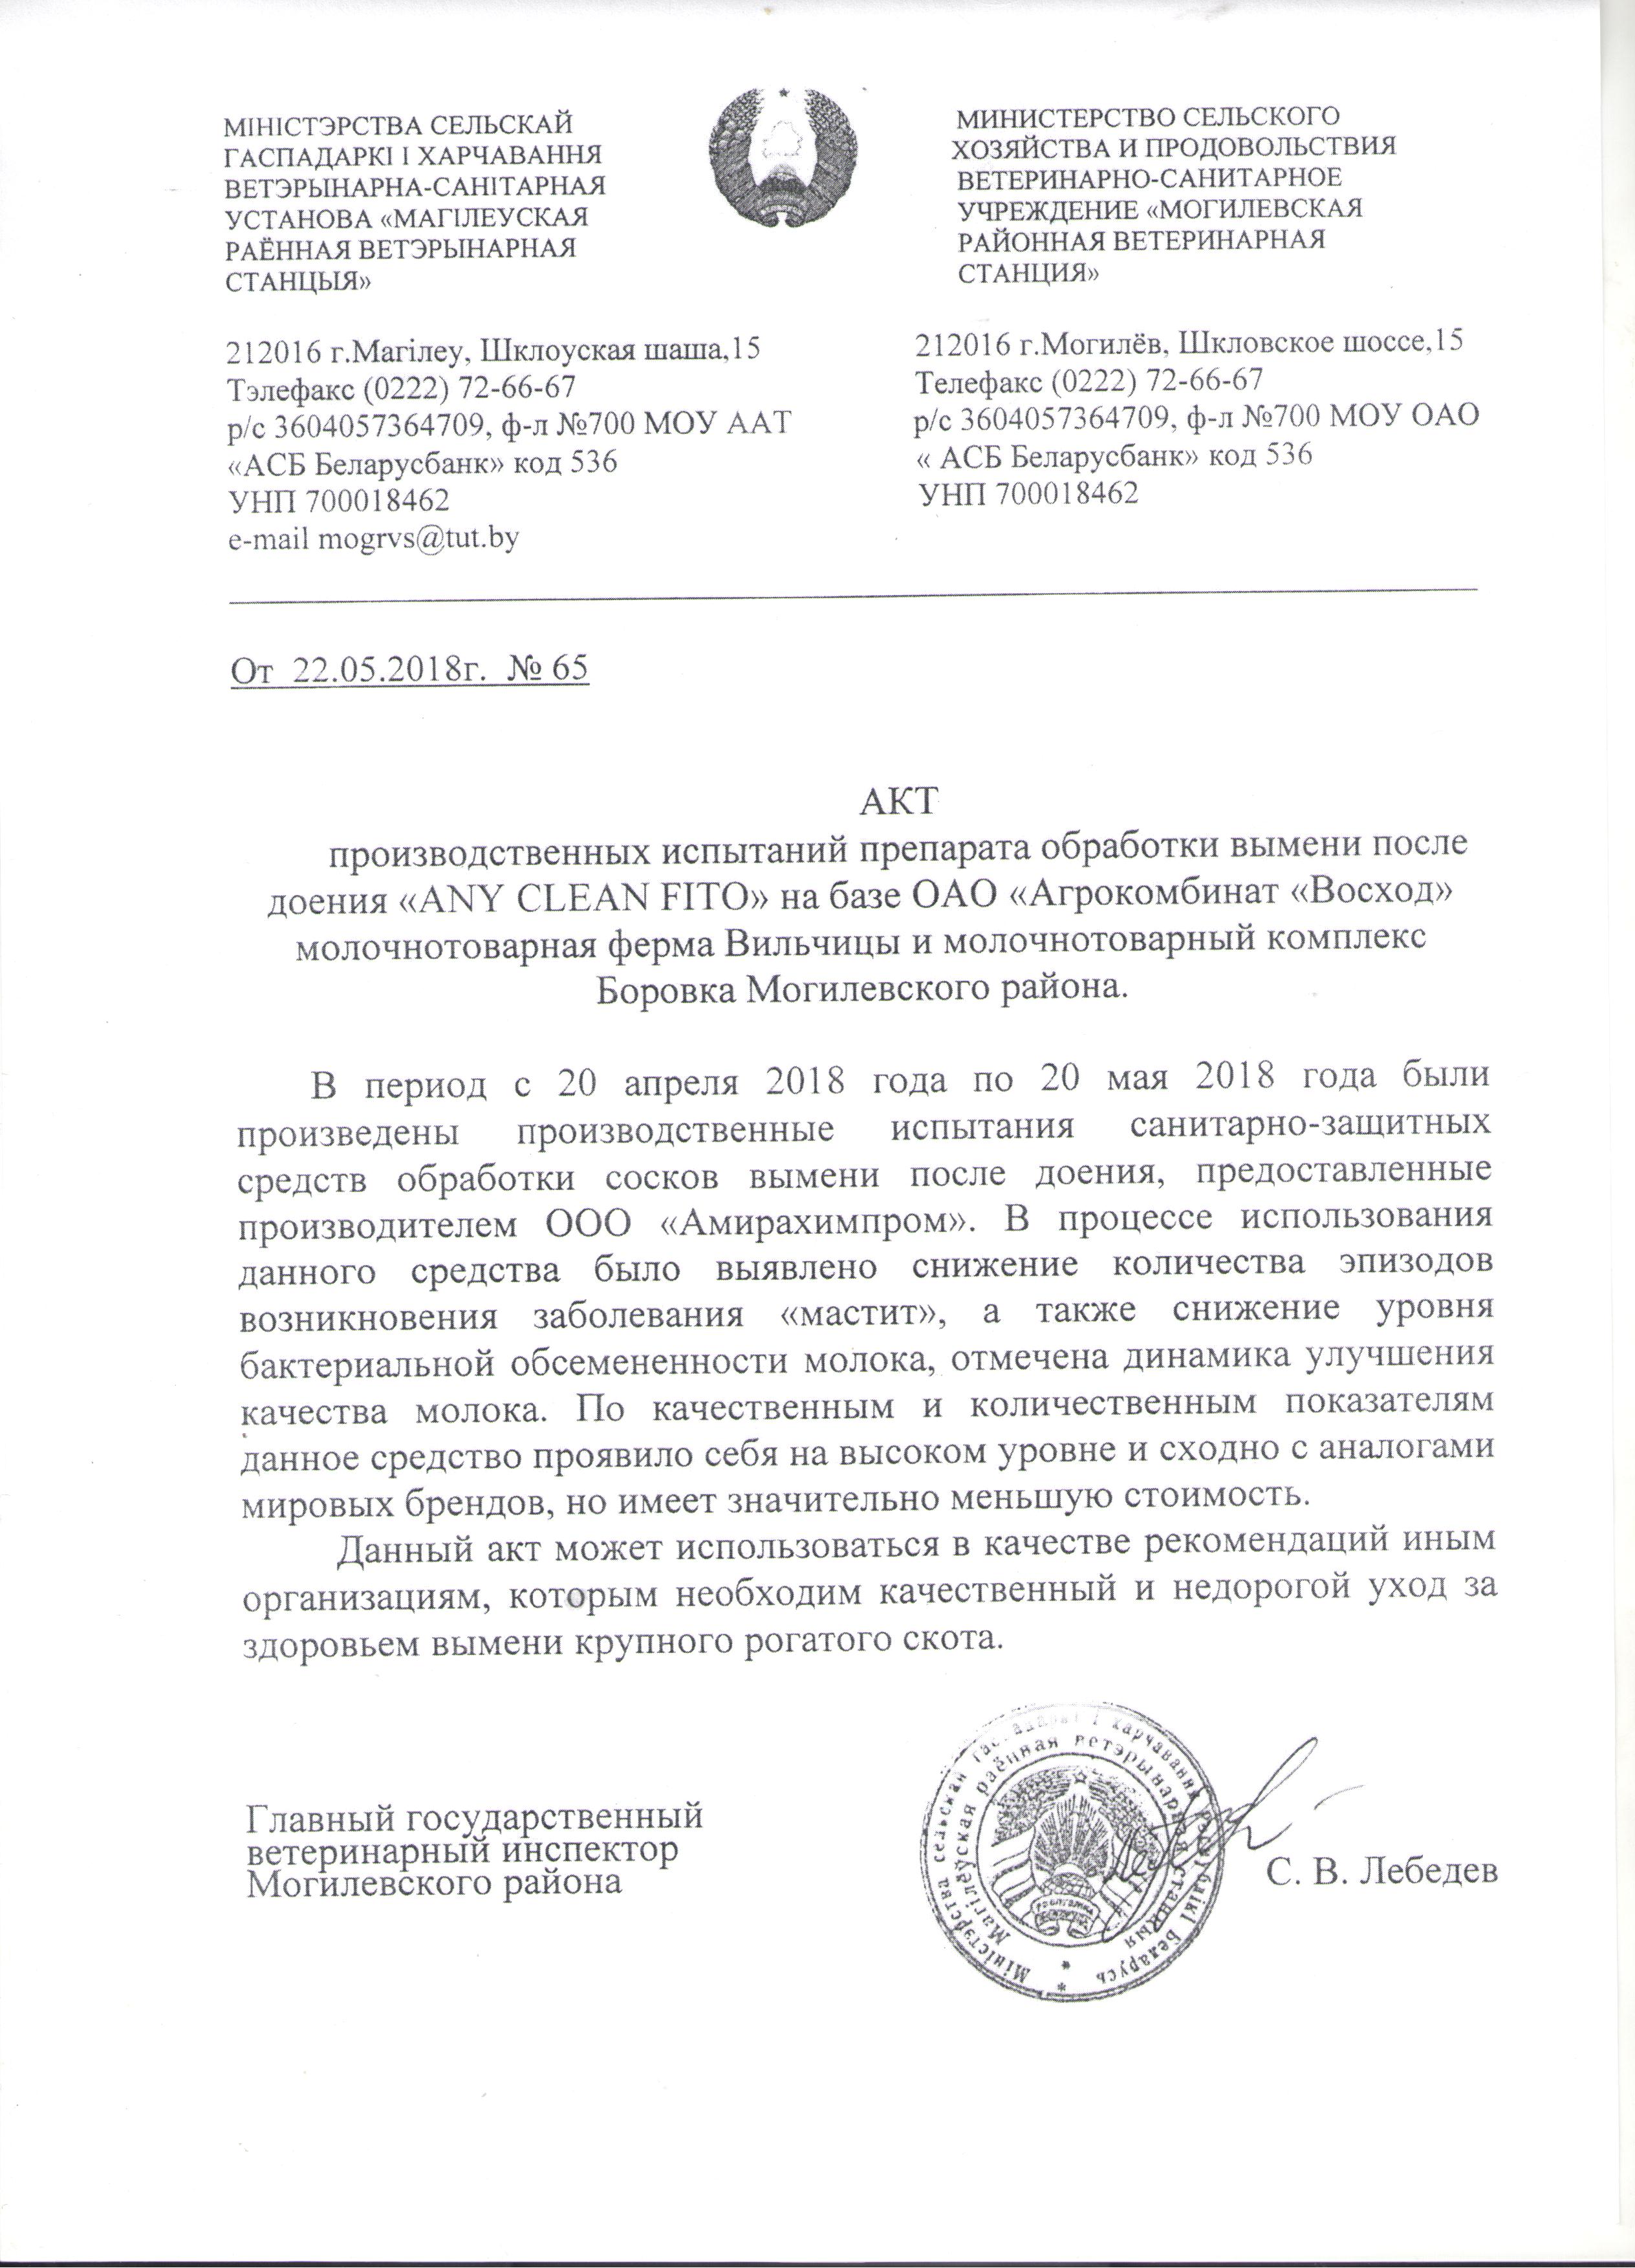 МІНІСТЭРСТВА СЕЛЬСКАЙ
ГАСПАДАРКІ І ХАРЧАВАННЯ
ВЕТЭРЫНАРНА-САНІТАРНАЯ
УСТАНОВА «МАГІЛЕУСКАЯ
РАЁННАЯ ВЕТЭРЫНАРНАЯ
СТАНЦЫЯ»
212016 г.Магілеу, Шклоуская шаша,15
Тэлефакс (0222) 72-66-67
р/с 3604057364709, ф-л №700 МОУ ААТ
«АСБ Беларусбанк» код 536
УНП 700018462
e-mail mogrvs@tut.by
МИНИСТЕРСТВО СЕЛЬСКОГО
ХОЗЯЙСТВА И ПРОДОВОЛЬСТВИЯ
ВЕТЕРИНАРНО-САНИТАРНОЕ
УЧРЕЖДЕНИЕ «МОГИЛЕВСКАЯ
РАЙОННАЯ ВЕТЕРИНАРНАЯ
СТАНЦИЯ»
212016 г.Могилёв, Шкловское шоссе,15
Телефакс (0222) 72-66-67
р/с 3604057364709, ф-л №700 МОУ ОАО
« АСБ Беларусбанк» код 536
УНП 700018462
От 22.05.2018г. № 65
АКТ
производственных испытаний препарата обработки вымени после
доения «ANY CLEAN FITO» на базе ОАО «Агрокомбинат «Восход»
молочнотоварная ферма Вильчицы и молочнотоварный комплекс
Боровка Могилевского района.
В период с 20 апреля 2018 года по 20 мая 2018 года были
произведены производственные испытания санитарно-защитных
средств обработки сосков вымени после доения, предоставленные
производителем ООО «Амирахимпром». В процессе использования
данного средства было выявлено снижение количества эпизодов
возникновения заболевания «мастит», а также снижение уровня
бактериальной обсемененности молока, отмечена динамика улучшения
качества молока. По качественным и количественным показателям
данное средство проявило себя на высоком уровне и сходно с аналогами
мировых брендов, но имеет значительно меньшую стоимость.
Данный акт может использоваться в качестве рекомендаций иным
организациям, которым необходим качественный и недорогой уход за
здоровьем вымени крупного рогатого скота.
Главный государственный
ветеринарный инспектор
Могилевского района
С. В. Лебедев
Міністэрства сельскай гаспадаркі і харчавання Рэспублікі Беларусь
Магілёўская раённая ветэрынарная станцыя